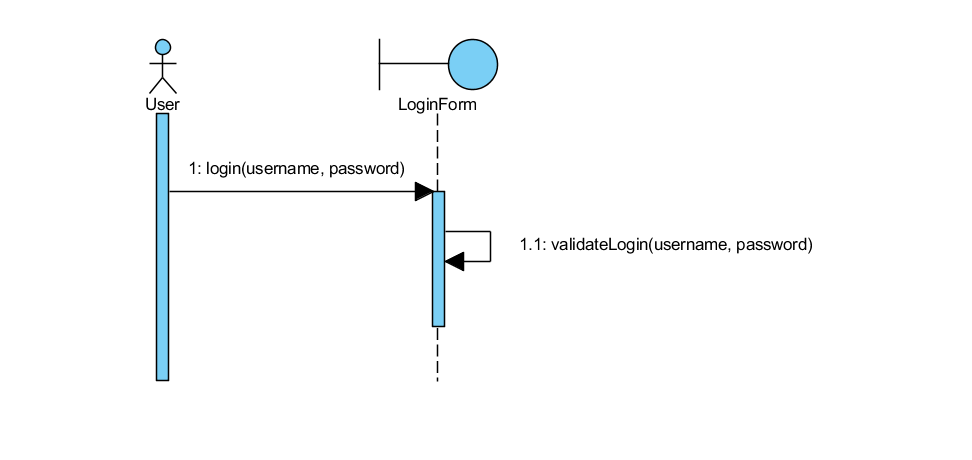 User
LoginForm
1: login(username, password)
1.1: validateLogin(username, password)